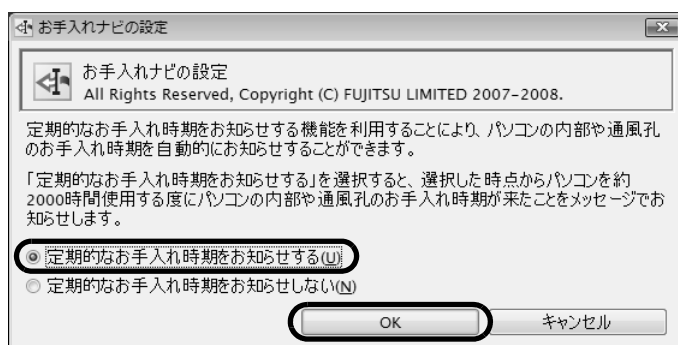 お手入れナビの設定
お手入れナビの設定
All Rights Reserved, Copyright (C) FUJITSU LIMITED 2007-2008.
定期的なお手入れ時期をお知らせする機能を利用することにより、パソコンの内部や通風孔
のお手入れ時期を自動的にお知らせすることができます。
「定期的なお手入れ時期をお知らせする」を選択すると、選択した時点からパソコンを約
2000時間使用する度にパソコンの内部や通風孔のお手入れ時期が来たことをメッセージでお
知らせします。
定期的なお手入れ時期をお知らせする(U)
定期的なお手入れ時期をお知らせしない(N)
OK キャンセル